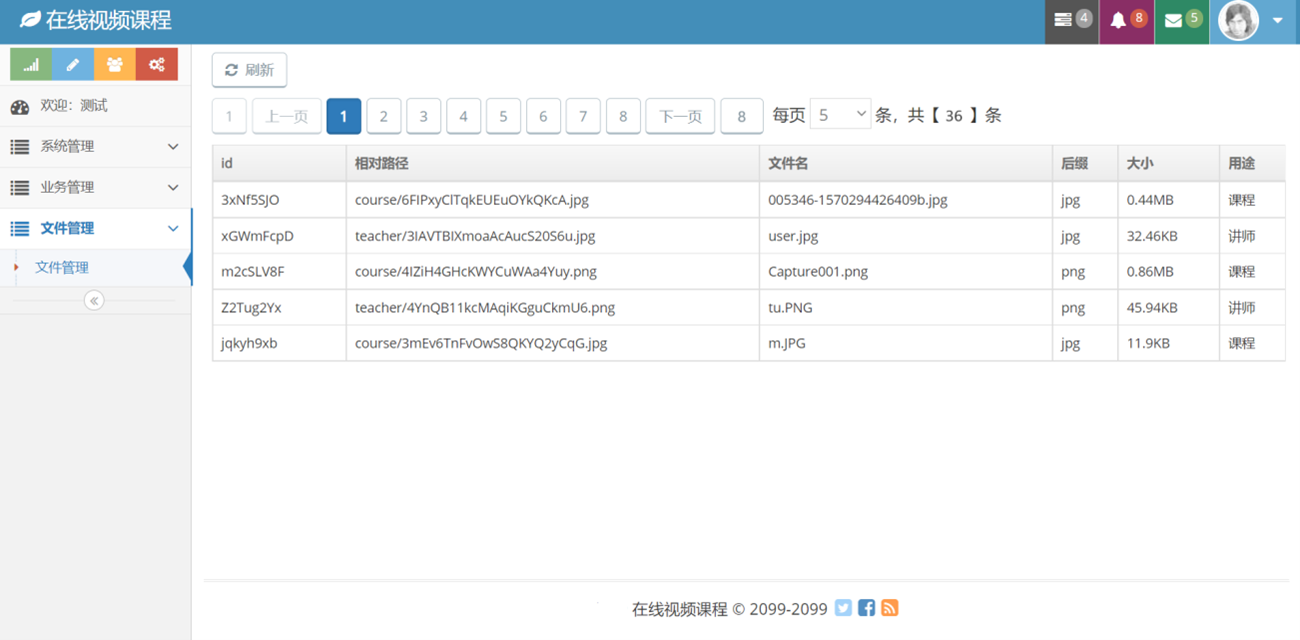 在线视频课程 4 8 5
刷新
欢迎：测试
1 上一页 1 2 3 4 5 6 7 8 下一页 8 每页 5 条，共【 36 】条
系统管理
业务管理
文件管理
文件管理
id 相对路径 文件名 后缀 大小 用途
3xNf5SJO course/6FIPxyClTqkEUEuOYkQKcA.jpg 005346-1570294426409b.jpg jpg 0.44MB 课程
xGWmFcpD teacher/3IAVTBIXmoaAcAucS20S6u.jpg user.jpg jpg 32.46KB 讲师
m2cSLV8F course/4IZiH4GHcKWYCuWAa4Yuy.png Capture001.png png 0.86MB 课程
Z2Tug2Yx teacher/4YnQB11kcMAqiKGguCkmU6.png tu.PNG png 45.94KB 讲师
jqkyh9xb course/3mEv6TnFvOwS8QKYQ2yCqG.jpg m.JPG jpg 11.9KB 课程
在线视频课程 © 2099-2099